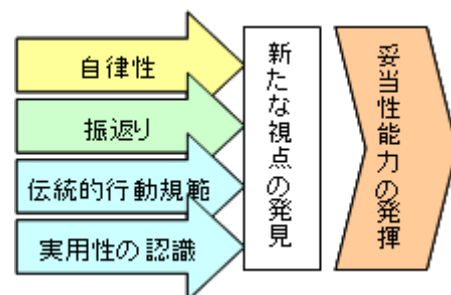 自律性
振返り
伝統的行動規範
実用性の認識
新たな視点の発見
妥当性能力の発揮